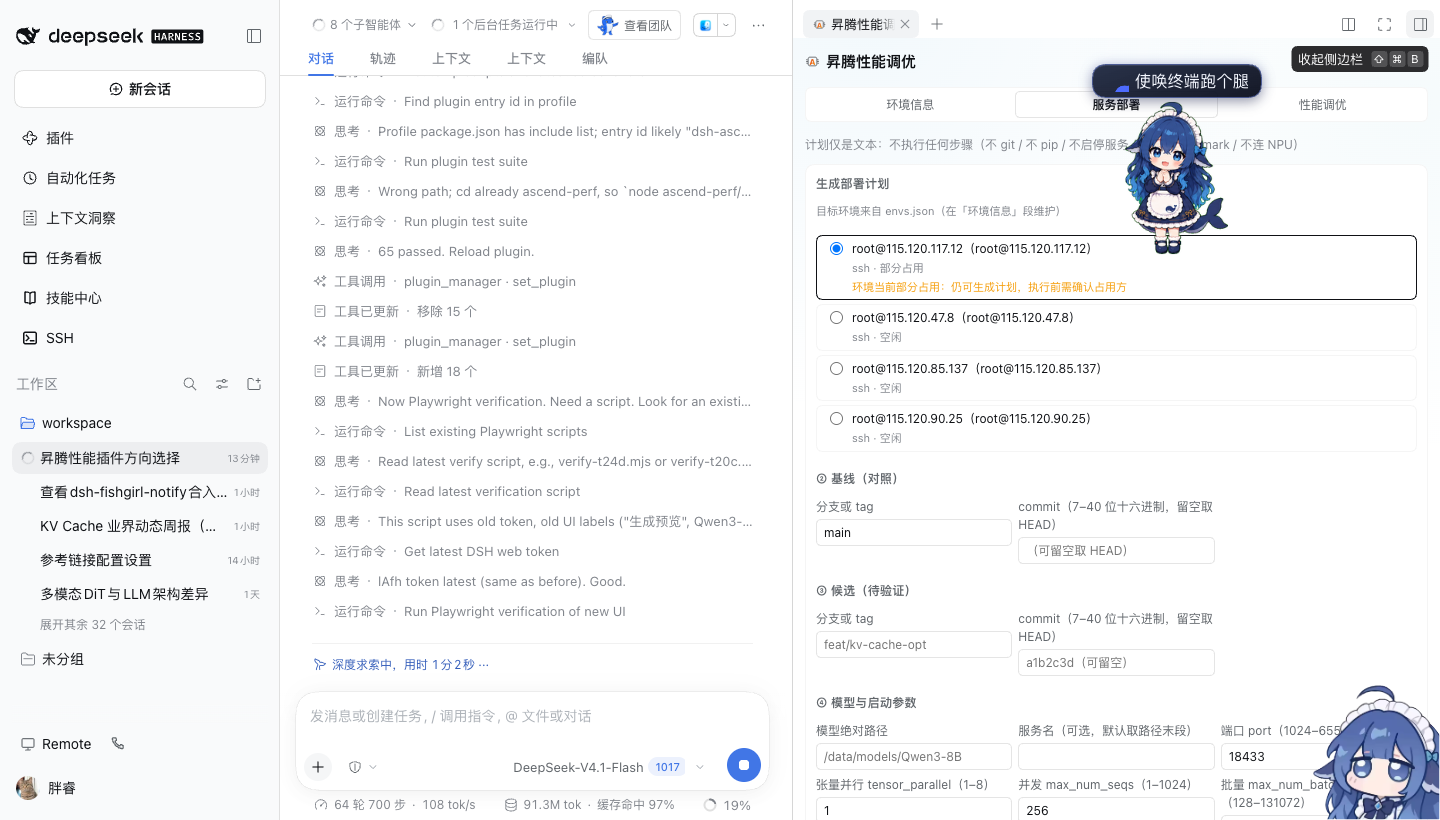 deepseek HARNESS
新会话
插件
自动化任务
上下文洞察
任务看板
技能中心
SSH
工作区
workspace
昇腾性能插件方向选择 13分钟
查看dsh-fishgirl-notify合入... 1小时
KV Cache 业界动态周报（... 1小时
参考链接配置设置 14小时
多模态DiT与LLM架构差异 1天
展开其余 32 个会话
未分组
Remote
胖睿
8 个子智能体
1 个后台任务运行中
查看团队
对话 轨迹 上下文 上下文 编队
运行命令 · Find plugin entry id in profile
思考 · Profile package.json has include list; entry id likely "dsh-asc...
运行命令 · Run plugin test suite
思考 · Wrong path; cd already ascend-perf, so `node ascend-perf/...
运行命令 · Run plugin test suite
思考 · 65 passed. Reload plugin.
工具调用 · plugin_manager · set_plugin
工具已更新 · 移除 15 个
工具调用 · plugin_manager · set_plugin
工具已更新 · 新增 18 个
思考 · Now Playwright verification. Need a script. Look for an existi...
运行命令 · List existing Playwright scripts
思考 · Read latest verify script, e.g., verify-t24d.mjs or verify-t20c....
运行命令 · Read latest verification script
思考 · This script uses old token, old UI labels ("生成预览", Qwen3-...
运行命令 · Get latest DSH web token
思考 · lAfh token latest (same as before). Good.
运行命令 · Run Playwright verification of new UI
深度求索中，用时 1分2秒 ···
发消息或创建任务，/ 调用指令，@ 文件或对话
DeepSeek-V4.1-Flash 1017
64 轮 700 步 · 108 tok/s
91.3M tok · 缓存命中 97%
19%
昇腾性能调
昇腾性能调优
收起侧边栏 ⇧ ⌘ B
使唤终端跑个腿
环境信息 服务部署 性能调优
计划仅是文本：不执行任何步骤（不 git / 不 pip / 不启停服务 mark / 不连 NPU）
生成部署计划
目标环境来自 envs.json（在「环境信息」段维护）
root@115.120.117.12（root@115.120.117.12）
ssh · 部分占用
环境当前部分占用：仍可生成计划，执行前需确认占用方
root@115.120.47.8（root@115.120.47.8）
ssh · 空闲
root@115.120.85.137（root@115.120.85.137）
ssh · 空闲
root@115.120.90.25（root@115.120.90.25）
ssh · 空闲
② 基线（对照）
分支或 tag
main
commit（7–40 位十六进制，留空取
HEAD）
（可留空取 HEAD）
③ 候选（待验证）
分支或 tag
feat/kv-cache-opt
commit（7–40 位十六进制，留空取
HEAD）
a1b2c3d（可留空）
④ 模型与启动参数
模型绝对路径
/data/models/Qwen3-8B
服务名（可选，默认取路径末段）
端口 port（1024–655
18433
张量并行 tensor_parallel（1–8）
1
并发 max_num_seqs（1–1024）
256
批量 max_num_bat
（128–131072）